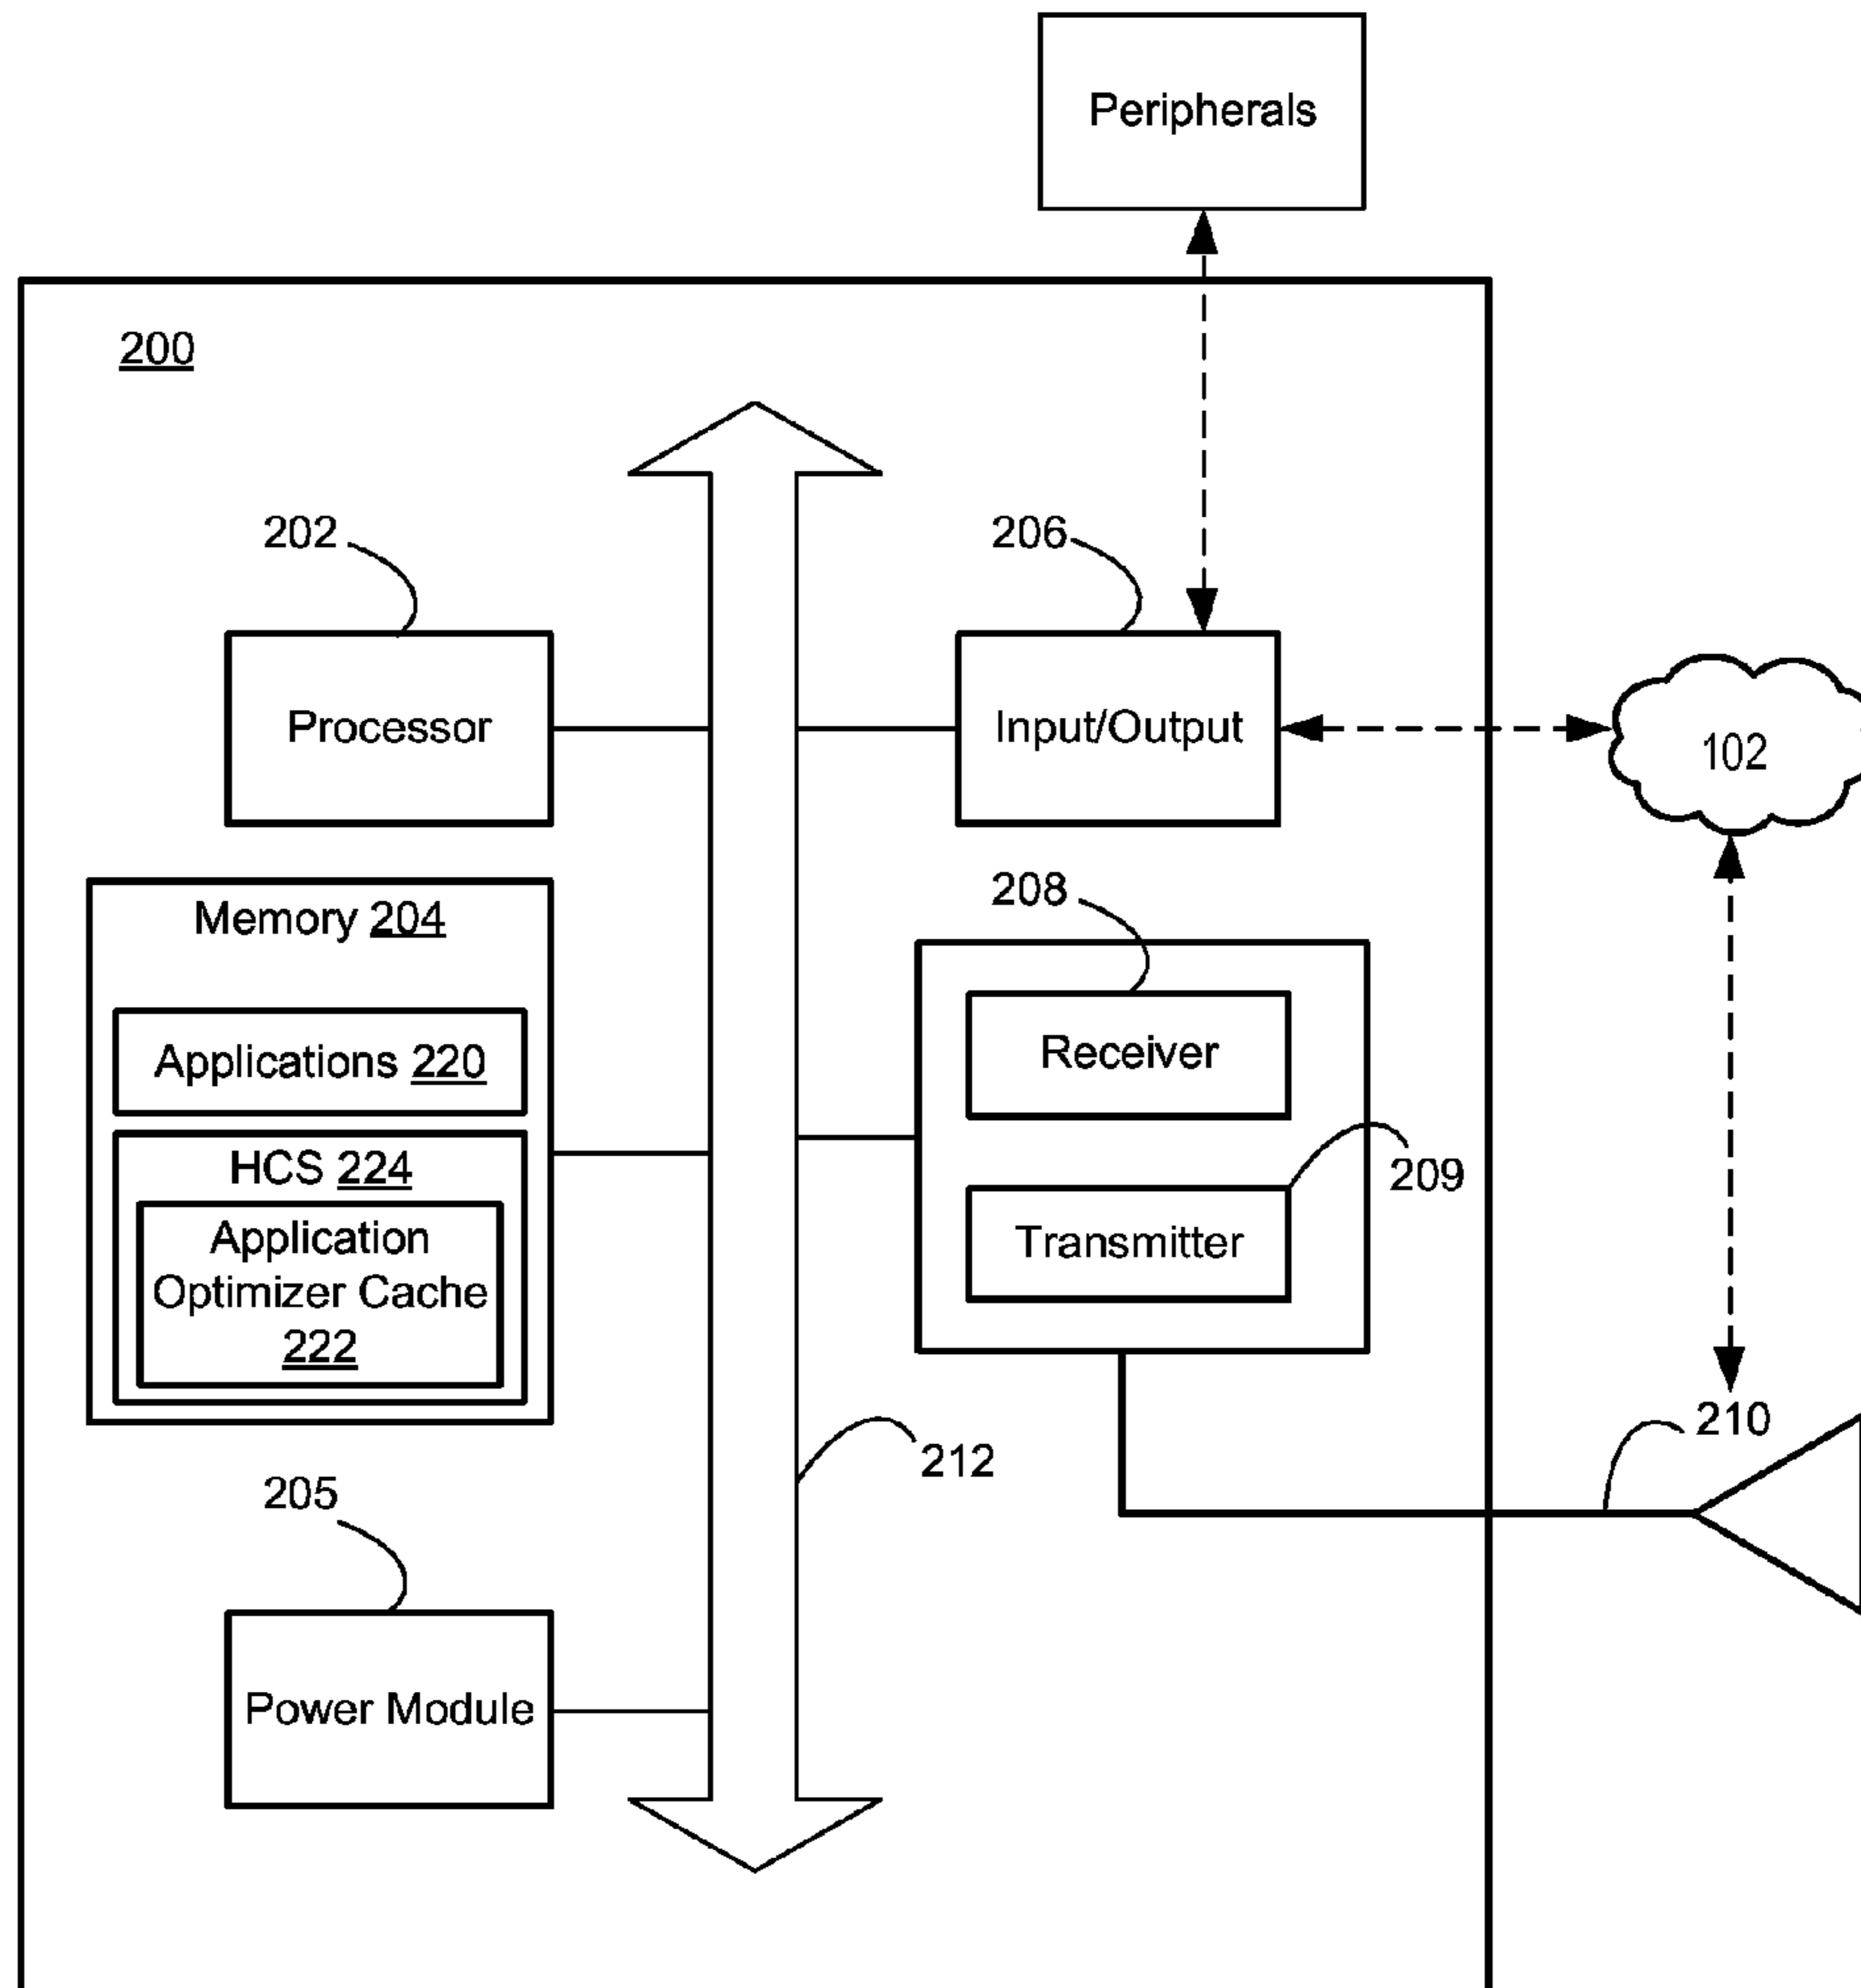 Peripherals
200
202
206
Processor
Input/Output
102
208
Memory 204
Receiver
Applications 220
HCS 224
209
Application
Optimizer Cache
222
Transmitter
210
212
205
Power Module